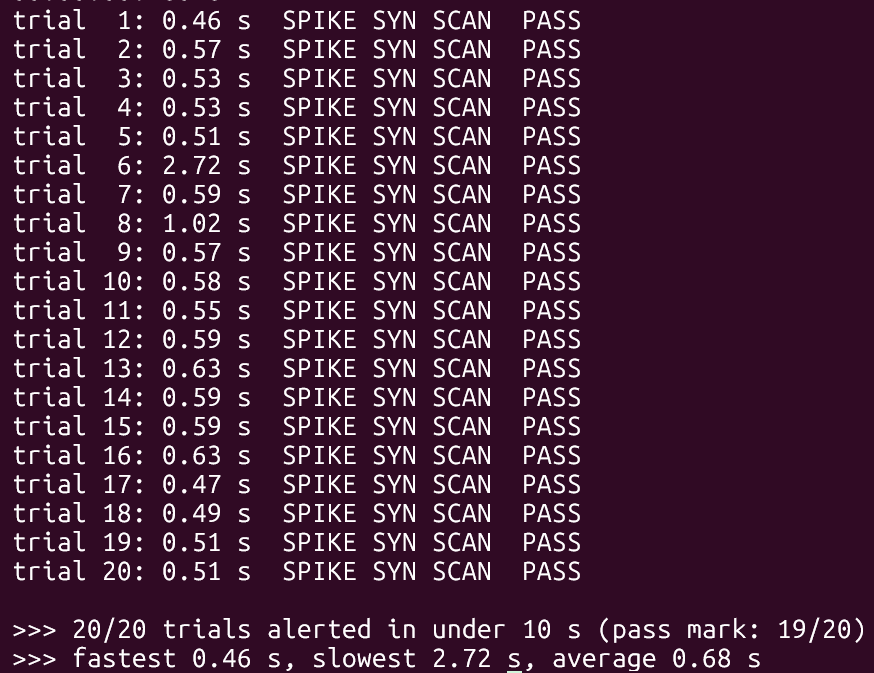 trial  1: 0.46 s  SPIKE SYN SCAN  PASS
trial  2: 0.57 s  SPIKE SYN SCAN  PASS
trial  3: 0.53 s  SPIKE SYN SCAN  PASS
trial  4: 0.53 s  SPIKE SYN SCAN  PASS
trial  5: 0.51 s  SPIKE SYN SCAN  PASS
trial  6: 2.72 s  SPIKE SYN SCAN  PASS
trial  7: 0.59 s  SPIKE SYN SCAN  PASS
trial  8: 1.02 s  SPIKE SYN SCAN  PASS
trial  9: 0.57 s  SPIKE SYN SCAN  PASS
trial 10: 0.58 s  SPIKE SYN SCAN  PASS
trial 11: 0.55 s  SPIKE SYN SCAN  PASS
trial 12: 0.59 s  SPIKE SYN SCAN  PASS
trial 13: 0.63 s  SPIKE SYN SCAN  PASS
trial 14: 0.59 s  SPIKE SYN SCAN  PASS
trial 15: 0.59 s  SPIKE SYN SCAN  PASS
trial 16: 0.63 s  SPIKE SYN SCAN  PASS
trial 17: 0.47 s  SPIKE SYN SCAN  PASS
trial 18: 0.49 s  SPIKE SYN SCAN  PASS
trial 19: 0.51 s  SPIKE SYN SCAN  PASS
trial 20: 0.51 s  SPIKE SYN SCAN  PASS
>>> 20/20 trials alerted in under 10 s (pass mark: 19/20)
>>> fastest 0.46 s, slowest 2.72 s, average 0.68 s